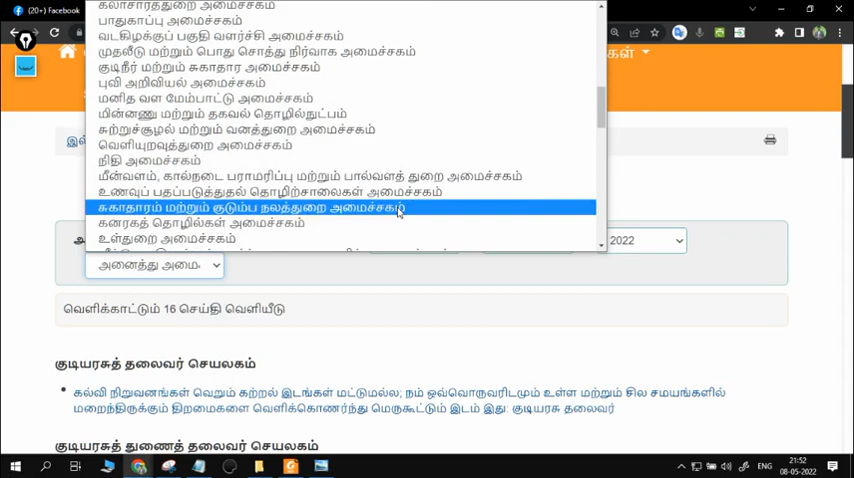 (20+) Facebook
கலாசாரத்துறை அமைச்சகம்
பாதுகாப்பு அமைச்சகம்
வடகிழக்குப் பகுதி வளர்ச்சி அமைச்சகம்
முதலீடு மற்றும் பொது சொத்து நிர்வாக அமைச்சகம்
குடிநீர் மற்றும் சுகாதார அமைச்சகம்
புவி அறிவியல் அமைச்சகம்
மனித வள மேம்பாட்டு அமைச்சகம்
மின்னணு மற்றும் தகவல் தொழில்நுட்பம்
சுற்றுச்சூழல் மற்றும் வனத்துறை அமைச்சகம்
வெளியுறவுத்துறை அமைச்சகம்
நிதி அமைச்சகம்
மீன்வளம், கால்நடை பராமரிப்பு மற்றும் பால்வளத் துறை அமைச்சகம்
உணவுப் பதப்படுத்துதல் தொழிற்சாலைகள் அமைச்சகம்
சுகாதாரம் மற்றும் குடும்ப நலத்துறை அமைச்சகம்
கனரகத் தொழில்கள் அமைச்சகம்
உள்துறை அமைச்சகம்
2022
அனைத்து அமை
வெளிக்காட்டும் 16 செய்தி வெளியீடு
குடியரசுத் தலைவர் செயலகம்
கல்வி நிறுவனங்கள் வெறும் கற்றல் இடங்கள் மட்டுமல்ல; நம் ஒவ்வொருவரிடமும் உள்ள மற்றும் சில சமயங்களில்
மறைந்திருக்கும் திறமைகளை வெளிக்கொணர்ந்து மெருகூட்டும் இடம் இது: குடியரசு தலைவர்
குடியரசுத் துணைத் தலைவர் செயலகம்
ENG
21:52
08-05-2022